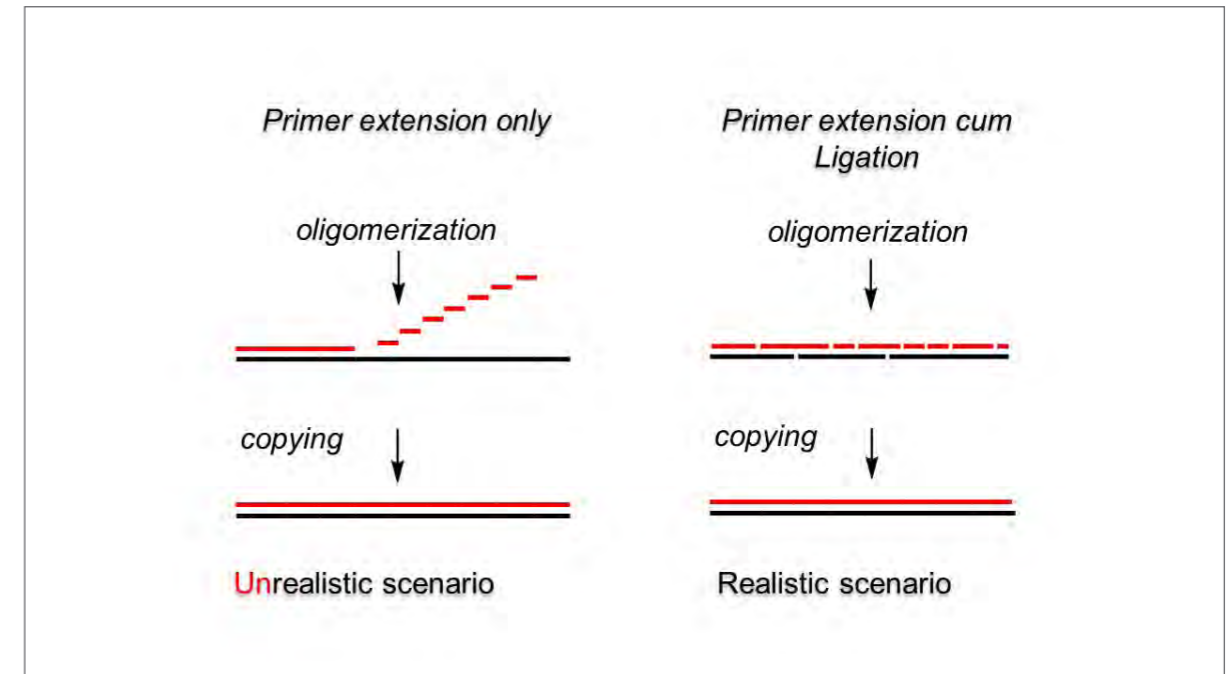 Primer extension only
oligomerization
copying
Unrealistic scenario
Primer extension cum
Ligation
oligomerization
copying
Realistic scenario